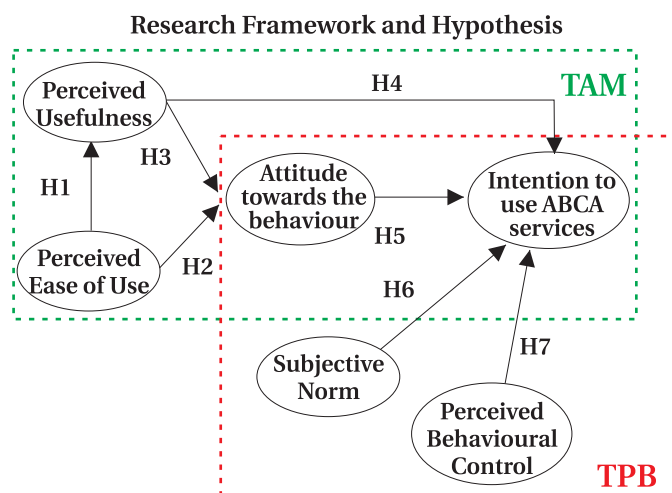 Research Framework and Hypothesis
TAM
Perceived
Usefulness
H4
H3
H1
Attitude
towards the
behaviour
Intention to
use ABCA
services
H5
Perceived
Ease of Use
H2
H6
Subjective
Norm
H7
Perceived
Behavioural
Control
TPB